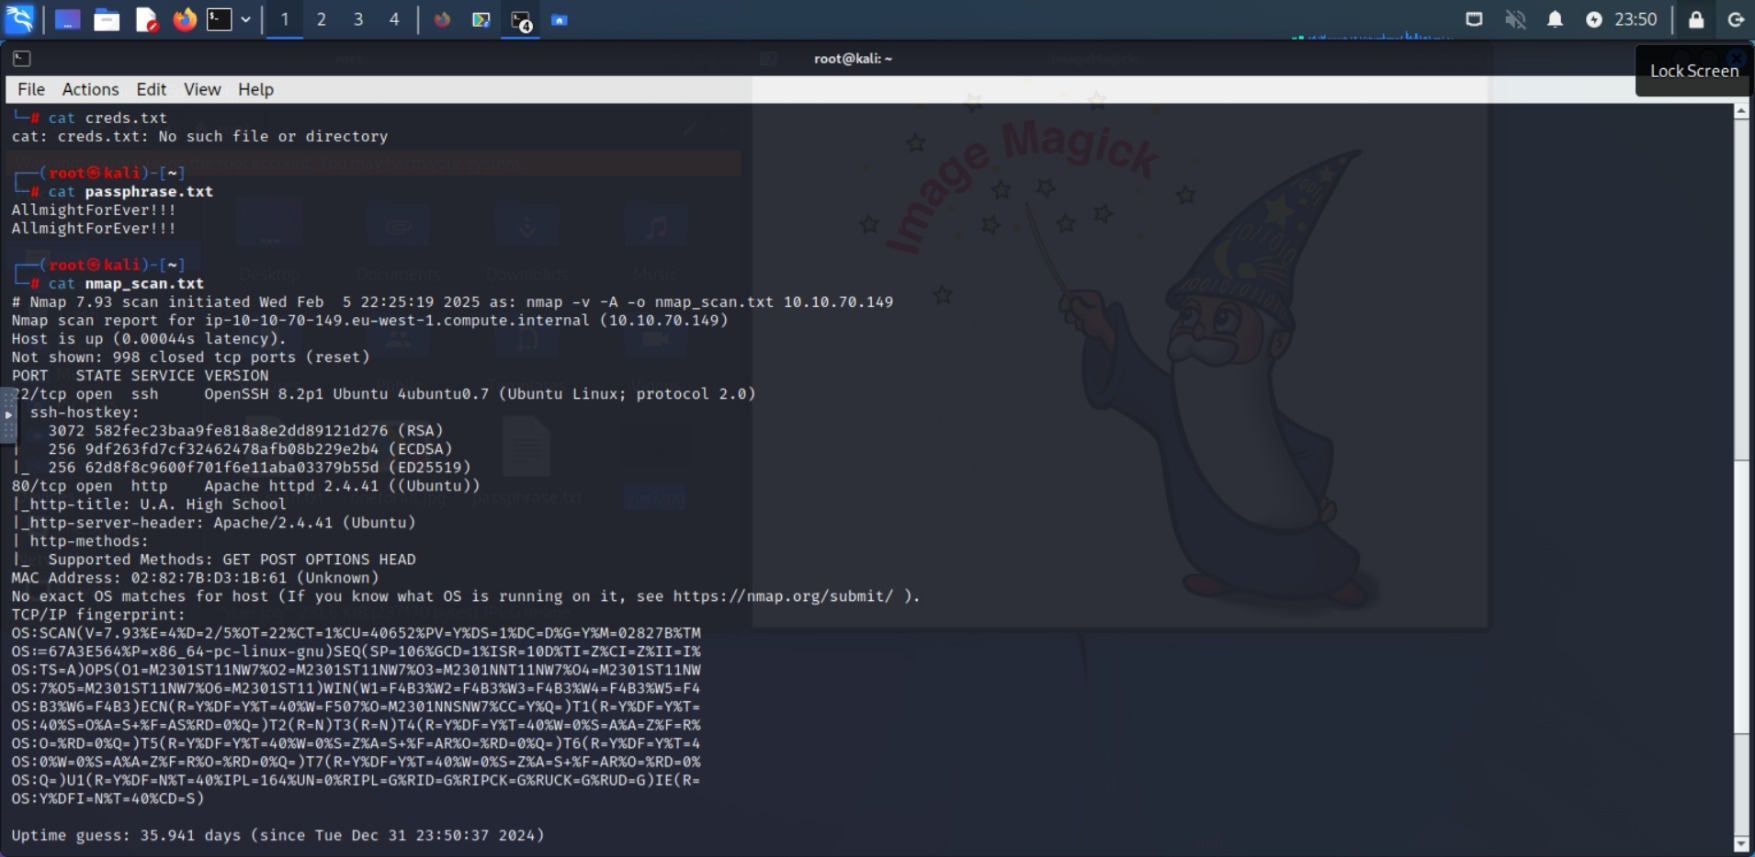 1 2 3 4 4 23:50
root@kali: ~
Lock Screen
File Actions Edit View Help
└─# cat creds.txt
cat: creds.txt: No such file or directory
┌──(root㉿kali)-[~]
└─# cat passphrase.txt
AllmightForEver!!!
AllmightForEver!!!
┌──(root㉿kali)-[~]
└─# cat nmap_scan.txt
# Nmap 7.93 scan initiated Wed Feb  5 22:25:19 2025 as: nmap -v -A -o nmap_scan.txt 10.10.70.149
Nmap scan report for ip-10-10-70-149.eu-west-1.compute.internal (10.10.70.149)
Host is up (0.00044s latency).
Not shown: 998 closed tcp ports (reset)
PORT   STATE SERVICE VERSION
22/tcp open  ssh     OpenSSH 8.2p1 Ubuntu 4ubuntu0.7 (Ubuntu Linux; protocol 2.0)
ssh-hostkey:
3072 582fec23baa9fe818a8e2dd89121d276 (RSA)
|   256 9df263fd7cf32462478afb08b229e2b4 (ECDSA)
|_  256 62d8f8c9600f701f6e11aba03379b55d (ED25519)
80/tcp open  http    Apache httpd 2.4.41 ((Ubuntu))
|_http-title: U.A. High School
|_http-server-header: Apache/2.4.41 (Ubuntu)
| http-methods:
|_  Supported Methods: GET POST OPTIONS HEAD
MAC Address: 02:82:7B:D3:1B:61 (Unknown)
No exact OS matches for host (If you know what OS is running on it, see https://nmap.org/submit/ ).
TCP/IP fingerprint:
OS:SCAN(V=7.93%E=4%D=2/5%OT=22%CT=1%CU=40652%PV=Y%DS=1%DC=D%G=Y%M=02827B%TM
OS:=67A3E564%P=x86_64-pc-linux-gnu)SEQ(SP=106%GCD=1%ISR=10D%TI=Z%CI=Z%II=I%
OS:TS=A)OPS(O1=M2301ST11NW7%O2=M2301ST11NW7%O3=M2301NNT11NW7%O4=M2301ST11NW
OS:7%O5=M2301ST11NW7%O6=M2301ST11)WIN(W1=F4B3%W2=F4B3%W3=F4B3%W4=F4B3%W5=F4
OS:B3%W6=F4B3)ECN(R=Y%DF=Y%T=40%W=F507%O=M2301NNSNW7%CC=Y%Q=)T1(R=Y%DF=Y%T=
OS:40%S=O%A=S+%F=AS%RD=0%Q=)T2(R=N)T3(R=N)T4(R=Y%DF=Y%T=40%W=0%S=A%A=Z%F=R%
OS:O=%RD=0%Q=)T5(R=Y%DF=Y%T=40%W=0%S=Z%A=S+%F=AR%O=%RD=0%Q=)T6(R=Y%DF=Y%T=4
OS:0%W=0%S=A%A=Z%F=R%O=%RD=0%Q=)T7(R=Y%DF=Y%T=40%W=0%S=Z%A=S+%F=AR%O=%RD=0%
OS:Q=)U1(R=Y%DF=N%T=40%IPL=164%UN=0%RIPL=G%RID=G%RIPCK=G%RUCK=G%RUD=G)IE(R=
OS:Y%DFI=N%T=40%CD=S)
Uptime guess: 35.941 days (since Tue Dec 31 23:50:37 2024)
Image Magick
Desktop Documents Downloads Music
passphrase.txt